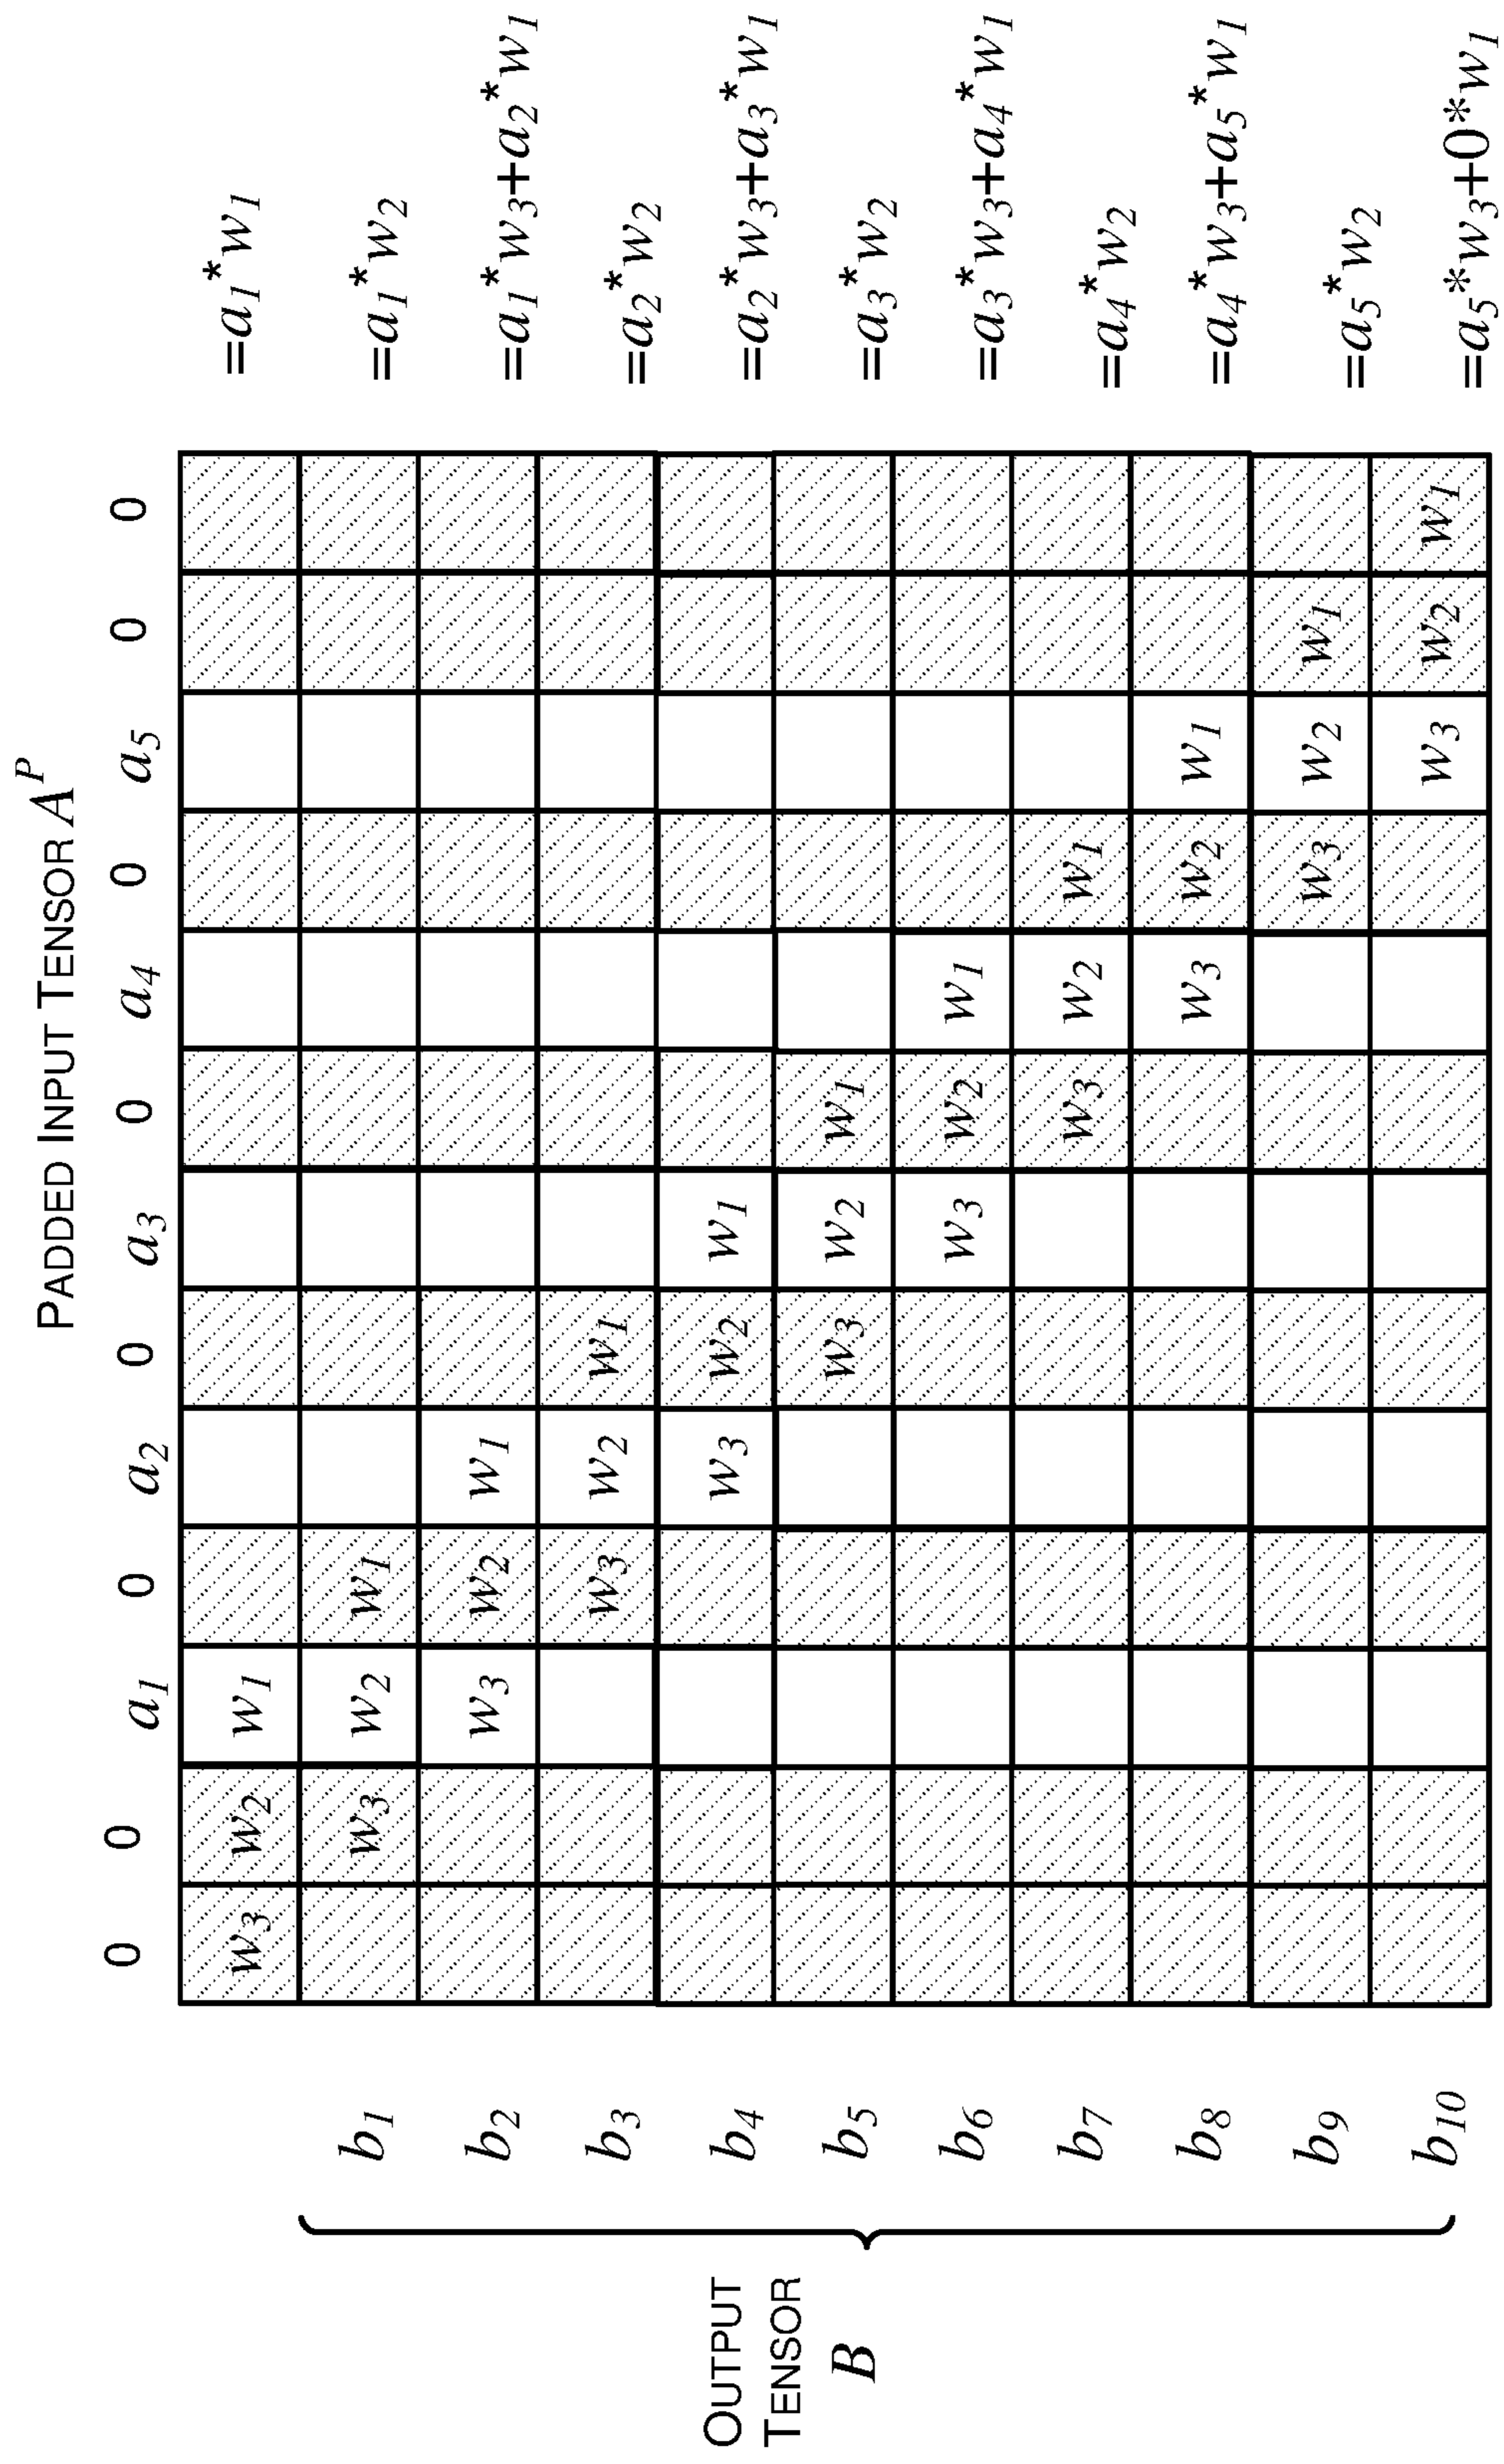 PADDED INPUT TENSOR A^P
0 0 a₁ 0 a₂ 0 a₃ 0 a₄ 0 a₅ 0 0
w₃ w₂ w₁ =a₁*w₁
b₁ w₃ w₂ w₁ =a₁*w₂
b₂ w₃ w₂ w₁ =a₁*w₃+a₂*w₁
b₃ w₃ w₂ w₁ =a₂*w₂
b₄ w₃ w₂ w₁ =a₂*w₃+a₃*w₁
b₅ w₃ w₂ w₁ =a₃*w₂
b₆ w₃ w₂ w₁ =a₃*w₃+a₄*w₁
b₇ w₃ w₂ w₁ =a₄*w₂
b₈ w₃ w₂ w₁ =a₄*w₃+a₅*w₁
b₉ w₃ w₂ w₁ =a₅*w₂
b₁₀ w₃ w₂ w₁ =a₅*w₃+0*w₁
OUTPUT
TENSOR
B